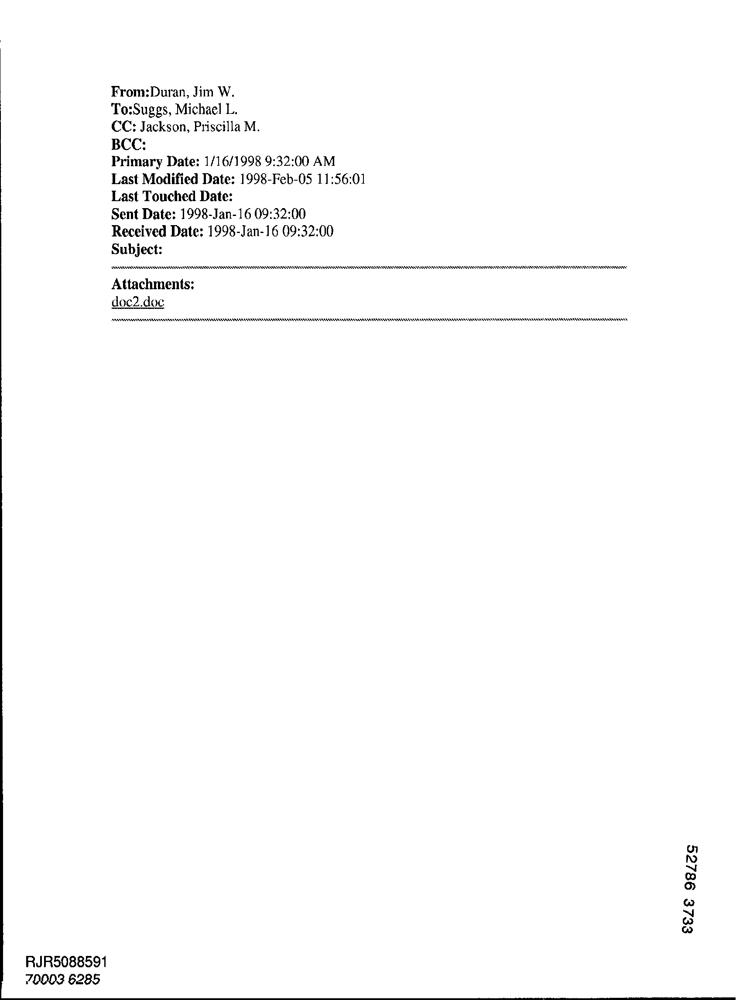 From:Duran, Jim W.
To:Suggs, Michael L.
CC: Jackson, Priscilla M.
BCC:
Primary Date: 1/16/1998 9:32:00 AM
Last Modified Date: 1998-Feb-05 11:56:01
Last Touched Date:
Sent Date: 1998-Jan-16 09:32:00
Received Date: 1998-Jan-16 09:32:00
Subject:
Attachments:
doc2.doc
52786 3733
RJR5088591
70003 6285